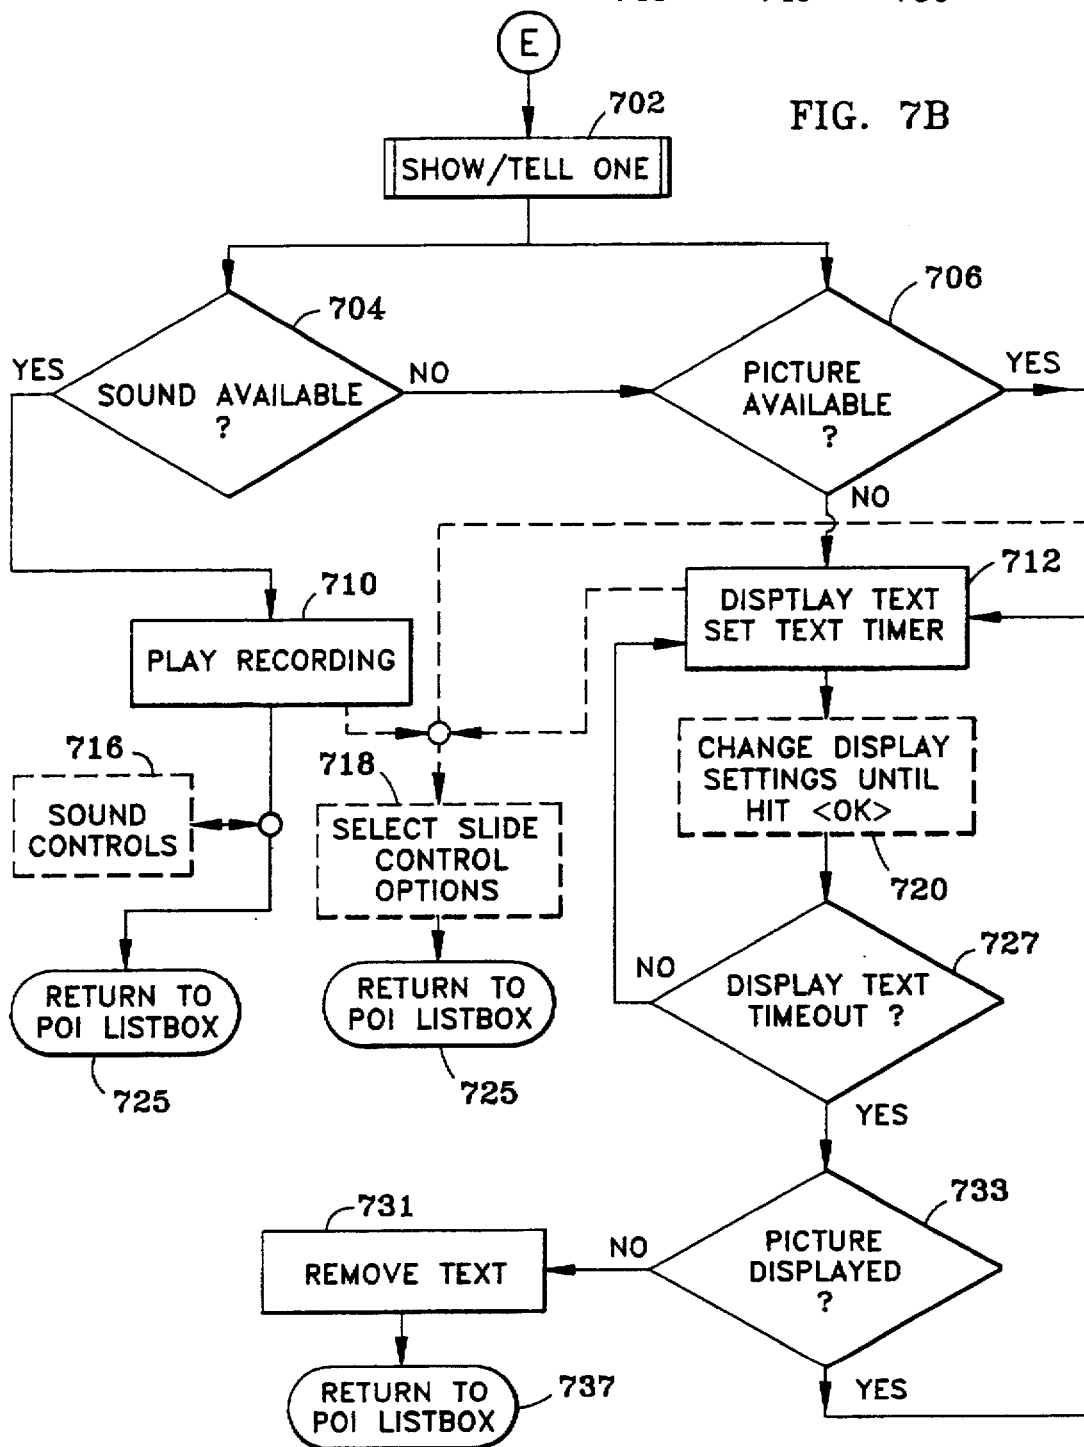 E
702
FIG. 7B
SHOW/TELL ONE
704
706
YES
SOUND AVAILABLE
?
NO
PICTURE
AVAILABLE
?
YES
NO
710
712
PLAY RECORDING
DISPTLAY TEXT
SET TEXT TIMER
716
SOUND
CONTROLS
718
SELECT SLIDE
CONTROL
OPTIONS
CHANGE DISPLAY
SETTINGS UNTIL
HIT <OK>
720
727
NO
DISPLAY TEXT
TIMEOUT ?
RETURN TO
POI LISTBOX
725
RETURN TO
POI LISTBOX
725
YES
731
733
REMOVE TEXT
NO
PICTURE
DISPLAYED
?
RETURN TO
POI LISTBOX
737
YES